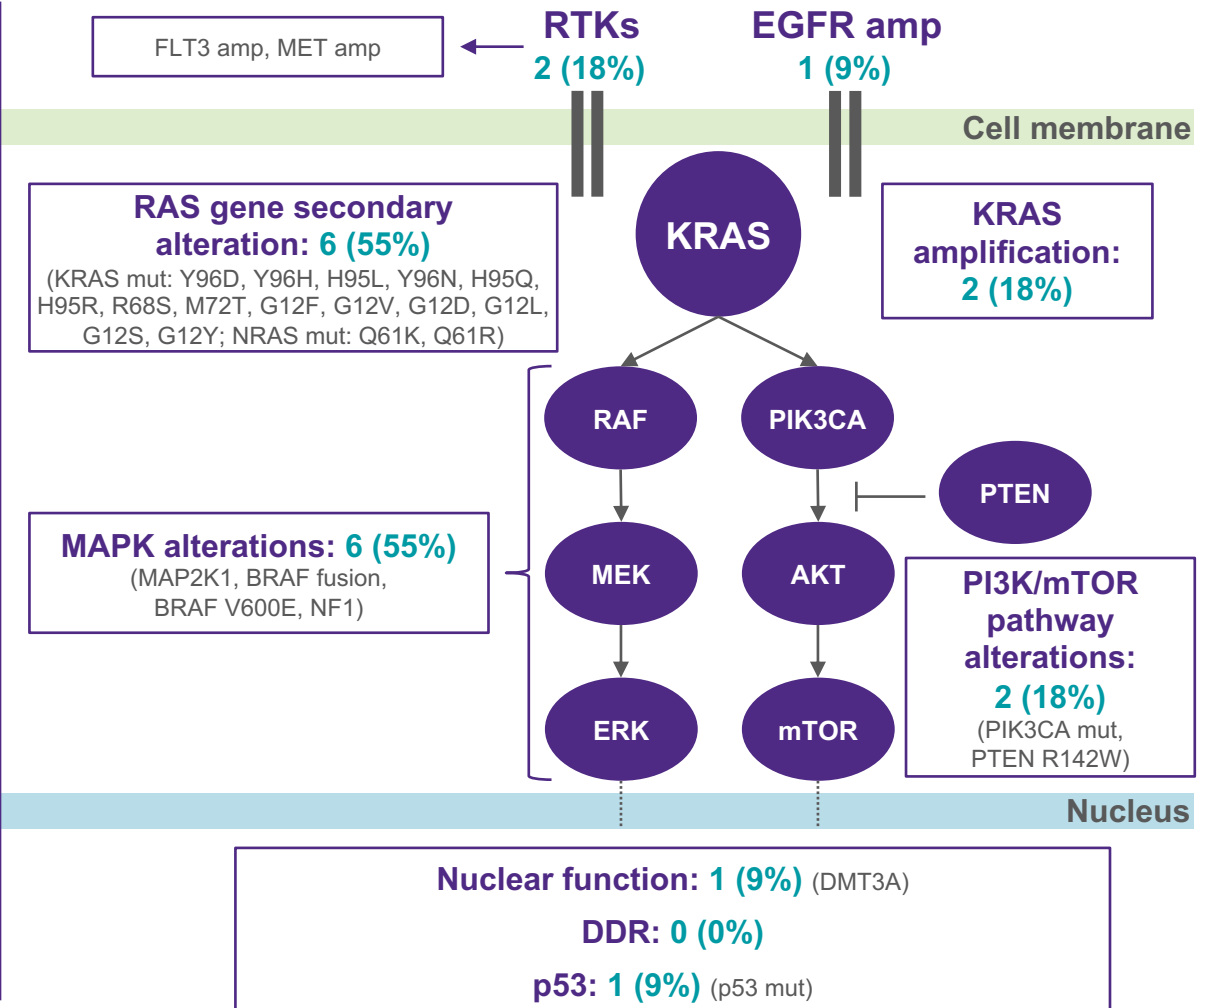 FLT3 amp, MET amp
RTKs
2 (18%)
EGFR amp
1 (9%)
Cell membrane
RAS gene secondary
alteration: 6 (55%)
(KRAS mut: Y96D, Y96H, H95L, Y96N, H95Q,
H95R, R68S, M72T, G12F, G12V, G12D, G12L,
G12S, G12Y; NRAS mut: Q61K, Q61R)
KRAS
KRAS
amplification:
2 (18%)
RAF
PIK3CA
PTEN
MAPK alterations: 6 (55%)
(MAP2K1, BRAF fusion,
BRAF V600E, NF1)
MEK
AKT
PI3K/mTOR
pathway
alterations:
2 (18%)
(PIK3CA mut,
PTEN R142W)
ERK
mTOR
Nucleus
Nuclear function: 1 (9%) (DMT3A)
DDR: 0 (0%)
p53: 1 (9%) (p53 mut)